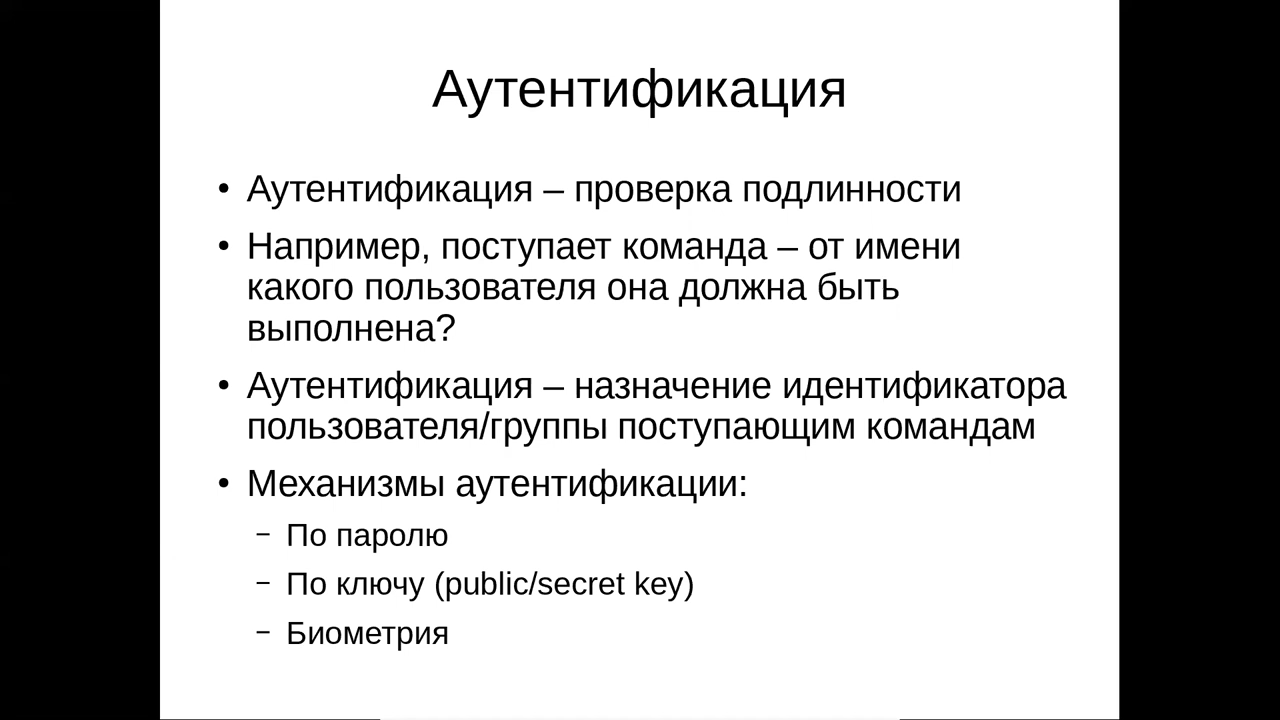 Аутентификация
• Аутентификация – проверка подлинности
• Например, поступает команда – от имени
какого пользователя она должна быть
выполнена?
• Аутентификация – назначение идентификатора
пользователя/группы поступающим командам
• Механизмы аутентификации:
– По паролю
– По ключу (public/secret key)
– Биометрия